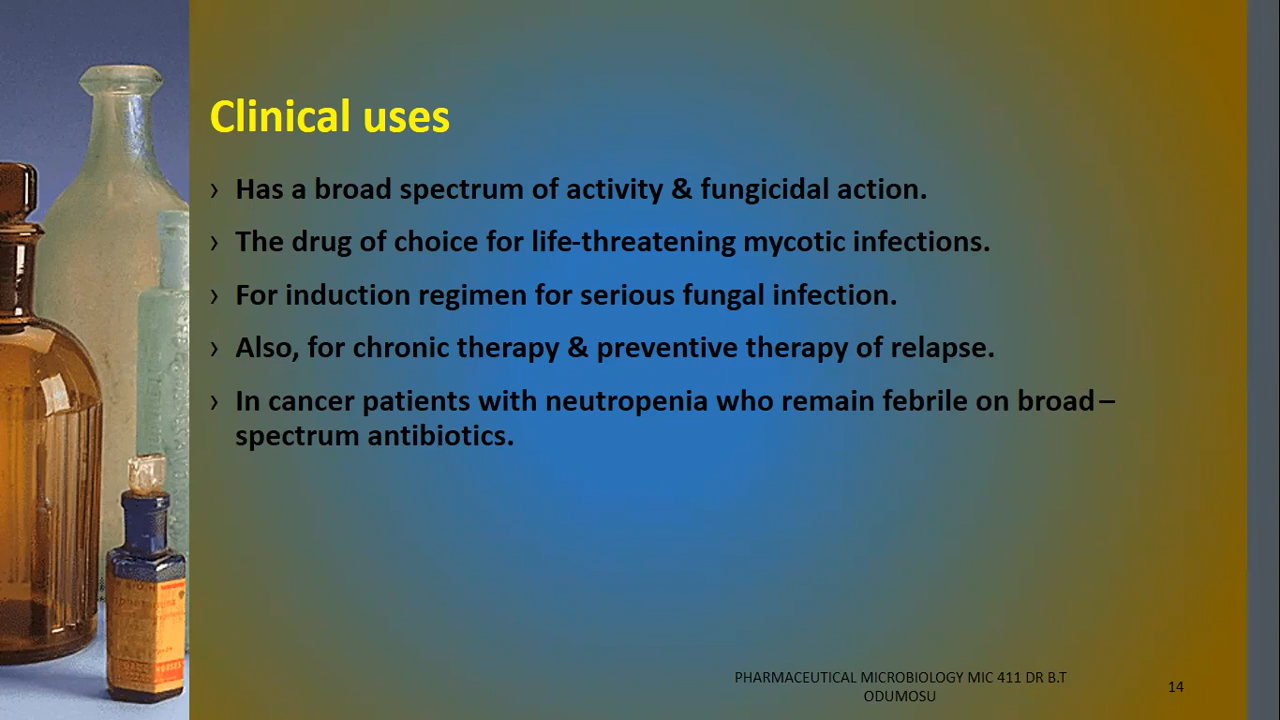 Clinical uses
› Has a broad spectrum of activity & fungicidal action.
› The drug of choice for life-threatening mycotic infections.
› For induction regimen for serious fungal infection.
› Also, for chronic therapy & preventive therapy of relapse.
› In cancer patients with neutropenia who remain febrile on broad–
spectrum antibiotics.
PHARMACEUTICAL MICROBIOLOGY MIC 411 DR B.T
ODUMOSU
14